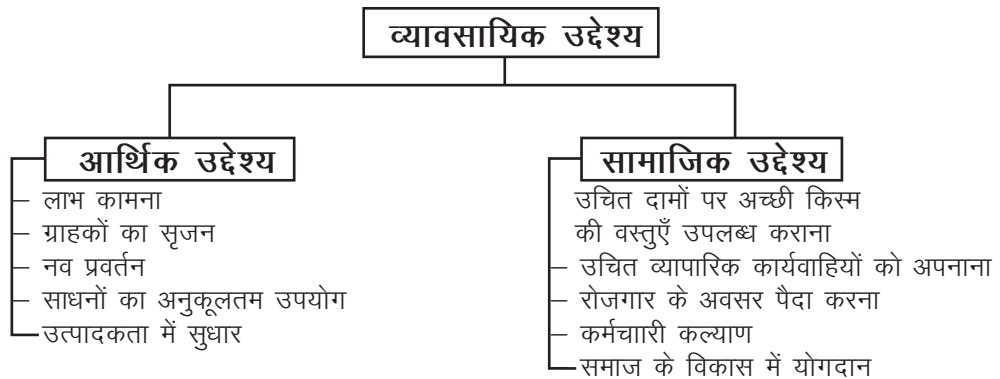 व्यावसायिक उद्देश्य
आर्थिक उद्देश्य
– लाभ कामना
– ग्राहकों का सृजन
– नव प्रवर्तन
– साधनों का अनुकूलतम उपयोग
उत्पादकता में सुधार
सामाजिक उद्देश्य
उचित दामों पर अच्छी किस्म
की वस्तुएँ उपलब्ध कराना
– उचित व्यापारिक कार्यवाहियों को अपनाना
– रोजगार के अवसर पैदा करना
– कर्मचाारी कल्याण
समाज के विकास में योगदान